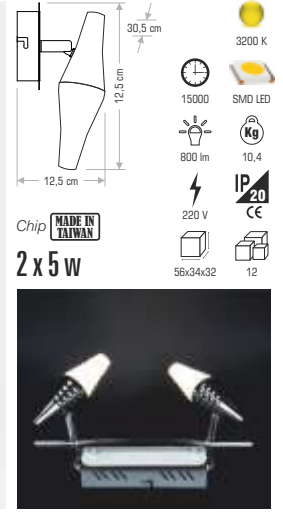 30,5 cm
12,5 cm
12,5 cm
3200 K
15000
SMD LED
800 lm
Kg
10,4
220 V
IP 20
CE
Chip MADE IN TAIWAN
2 x 5 W
56x34x32
12